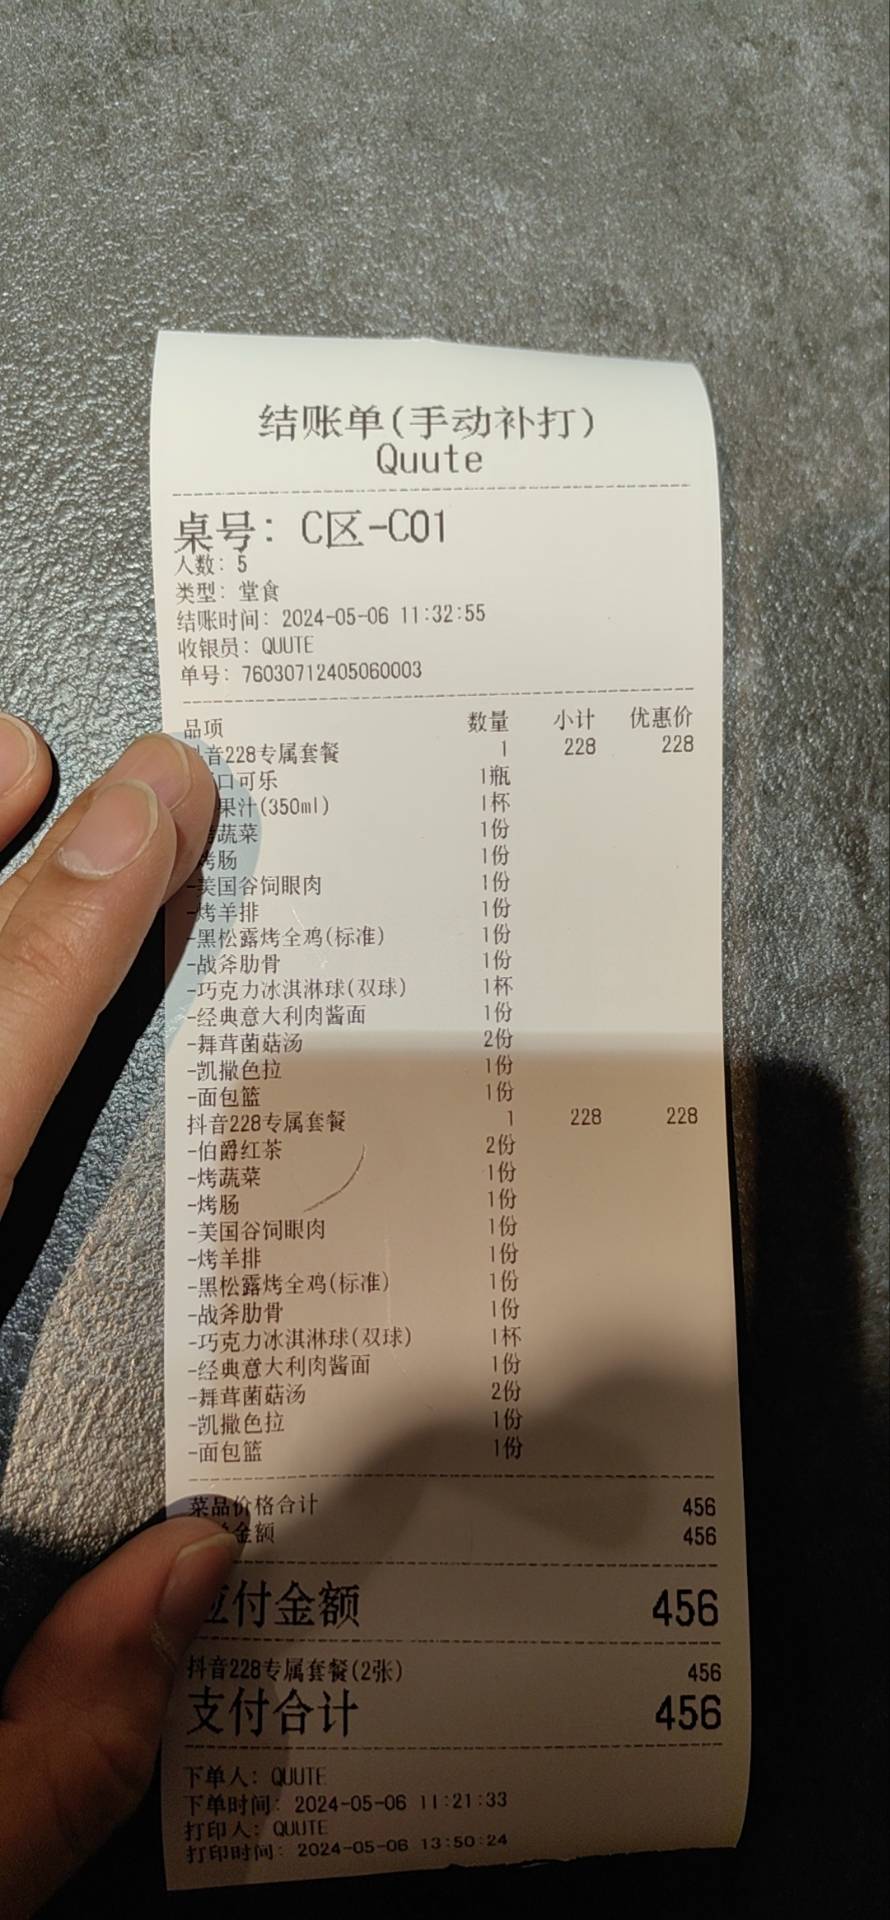 结账单(手动补打)
Quute
桌号: C区-C01
人数: 5
类型: 堂食
结账时间: 2024-05-06 11:32:55
收银员: QUUTE
单号: 76030712405060003
品项 数量 小计 优惠价
音228专属套餐 1 228 228
口可乐 1瓶
果汁(350ml) 1杯
蔬菜 1份
烤肠 1份
-美国谷饲眼肉 1份
-烤羊排 1份
-黑松露烤全鸡(标准) 1份
-战斧肋骨 1份
-巧克力冰淇淋球(双球) 1杯
-经典意大利肉酱面 1份
-舞茸菌菇汤 2份
-凯撒色拉 1份
-面包篮 1份
抖音228专属套餐 1 228 228
-伯爵红茶 2份
-烤蔬菜 1份
-烤肠 1份
-美国谷饲眼肉 1份
-烤羊排 1份
-黑松露烤全鸡(标准) 1份
-战斧肋骨 1份
-巧克力冰淇淋球(双球) 1杯
-经典意大利肉酱面 1份
-舞茸菌菇汤 2份
-凯撒色拉 1份
-面包篮 1份
菜品价格合计 456
金额 456
应付金额 456
抖音228专属套餐(2张) 456
支付合计 456
下单人: QUUTE
下单时间: 2024-05-06 11:21:33
打印人: QUUTE
打印时间: 2024-05-06 13:50:24